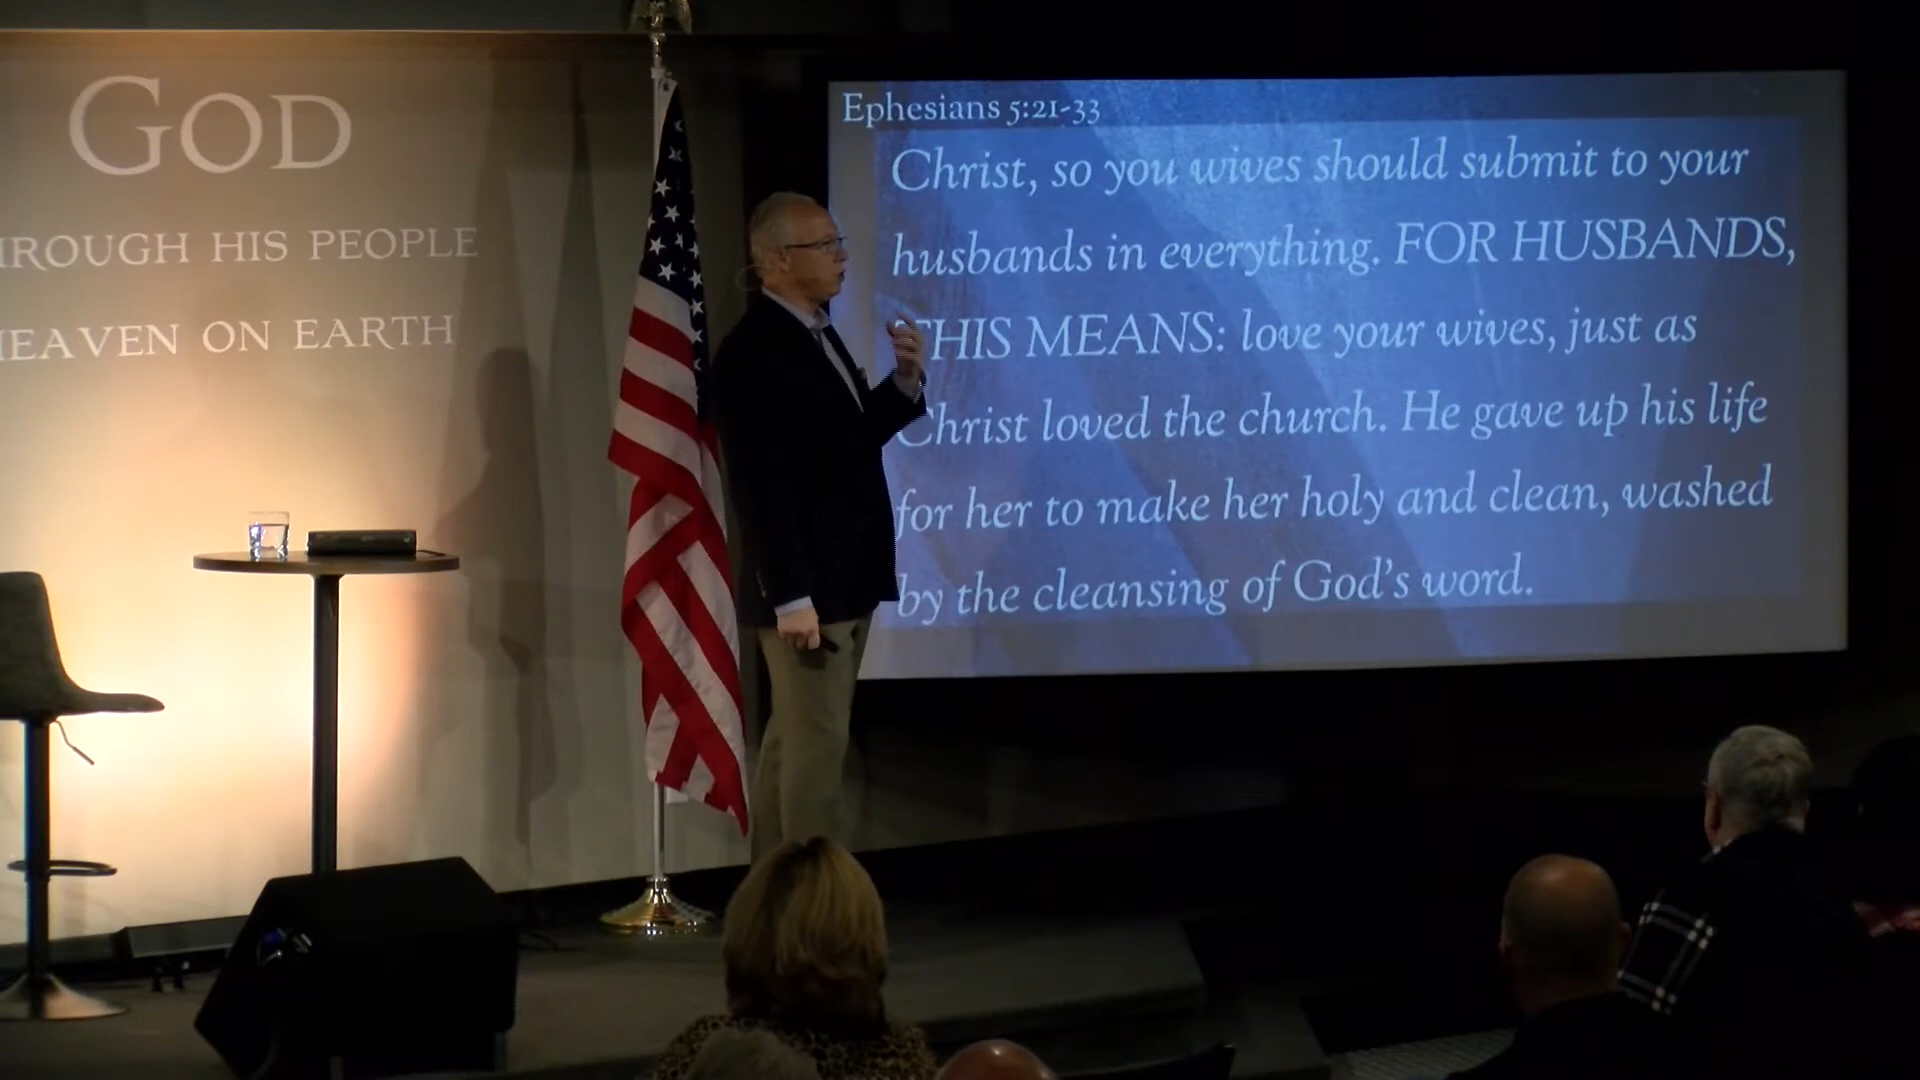 GOD
HROUGH HIS PEOPLE
HEAVEN ON EARTH
Ephesians 5:21-33
Christ, so you wives should submit to your
husbands in everything. FOR HUSBANDS,
THIS MEANS: love your wives, just as
Christ loved the church. He gave up his life
for her to make her holy and clean, washed
by the cleansing of God's word.